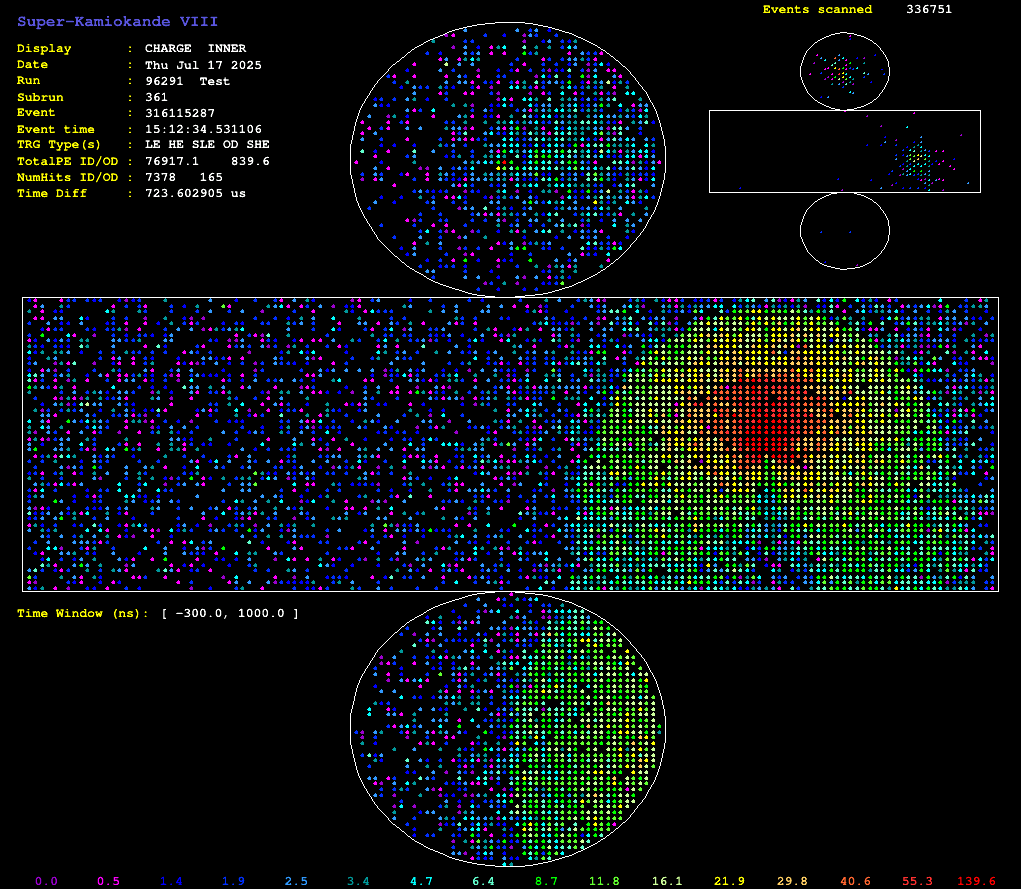 Super-Kamiokande VIII
Events scanned 336751
Display : CHARGE INNER
Date : Thu Jul 17 2025
Run : 96291 Test
Subrun : 361
Event : 316115287
Event time : 15:12:34.531106
TRG Type(s) : LE HE SLE OD SHE
TotalPE ID/OD : 76917.1 839.6
NumHits ID/OD : 7378 165
Time Diff : 723.602905 us
Time Window (ns): [ -300.0, 1000.0 ]
0.0 0.5 1.4 1.9 2.5 3.4 4.7 6.4 8.7 11.8 16.1 21.9 29.8 40.6 55.3 139.6